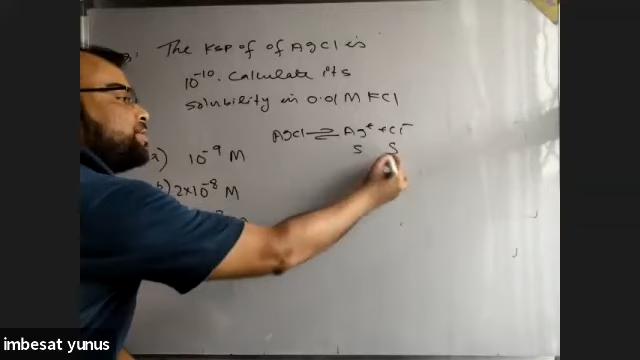 The KSP of of AgCl is
10⁻¹⁰. Calculate its
solubility in 0.01 M KCl
AgCl ⇌ Ag⁺ + Cl⁻
S S
a) 10⁻⁹ M
b) 2×10⁻⁸ M
imbesat yunus